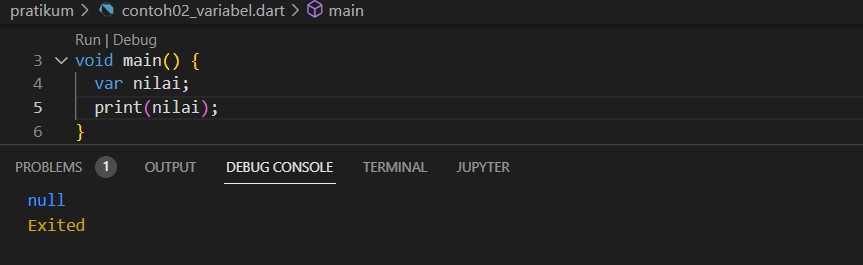 pratikum > contoh02_variabel.dart > main
Run | Debug
3 void main() {
4 var nilai;
5 print(nilai);
6 }
PROBLEMS 1 OUTPUT DEBUG CONSOLE TERMINAL JUPYTER
null
Exited